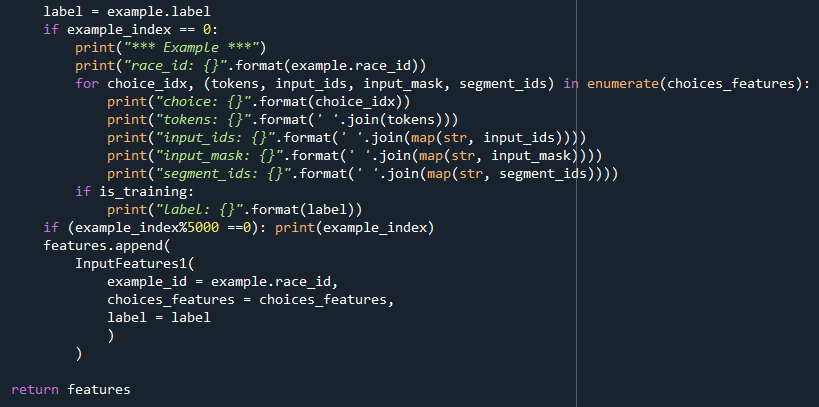 label = example.label
if example_index == 0:
print("*** Example ***")
print("race_id: {}".format(example.race_id))
for choice_idx, (tokens, input_ids, input_mask, segment_ids) in enumerate(choices_features):
print("choice: {}".format(choice_idx))
print("tokens: {}".format(' '.join(tokens)))
print("input_ids: {}".format(' '.join(map(str, input_ids))))
print("input_mask: {}".format(' '.join(map(str, input_mask))))
print("segment_ids: {}".format(' '.join(map(str, segment_ids))))
if is_training:
print("label: {}".format(label))
if (example_index%5000 ==0): print(example_index)
features.append(
InputFeatures1(
example_id = example.race_id,
choices_features = choices_features,
label = label
)
)
return features